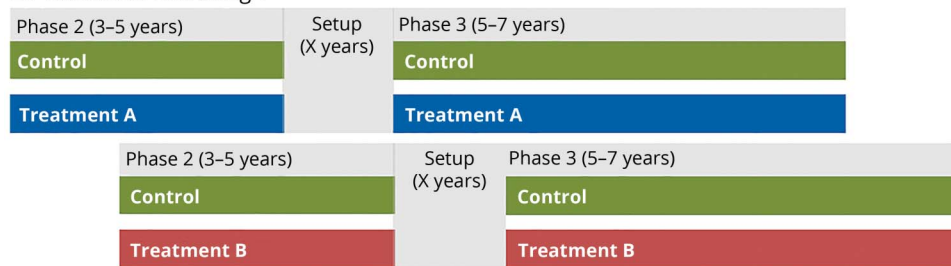 Phase 2 (3–5 years)
Setup
(X years)
Phase 3 (5–7 years)
Control
Control
Treatment A
Treatment A
Phase 2 (3–5 years)
Setup
(X years)
Phase 3 (5–7 years)
Control
Control
Treatment B
Treatment B